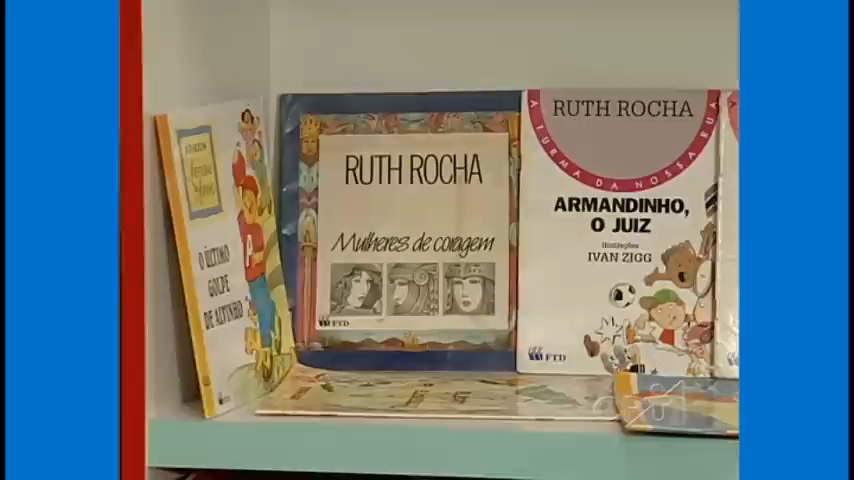 O ÚLTIMO
GOLPE
DE ALVINHO
RUTH ROCHA
Mulheres de coragem
FTD
RUTH ROCHA
A TURMA DA NOSSA RUA
ARMANDINHO,
O JUIZ
Ilustrações
IVAN ZIGG
FTD